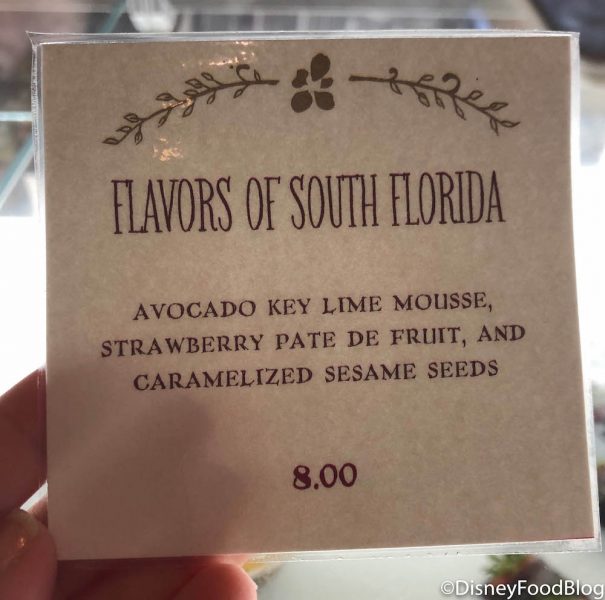 FLAVORS OF SOUTH FLORIDA
AVOCADO KEY LIME MOUSSE,
STRAWBERRY PATE DE FRUIT, AND
CARAMELIZED SESAME SEEDS
8.00
©DisneyFoodBlog